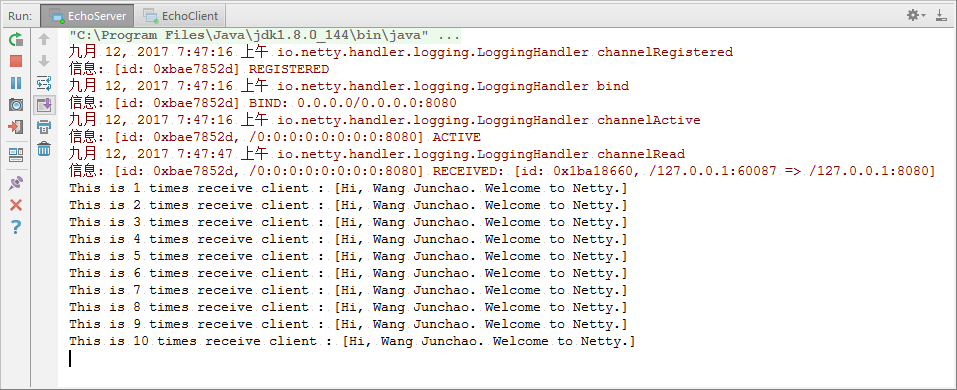 Run: EchoServer EchoClient
"C:\Program Files\Java\jdk1.8.0_144\bin\java" ...
九月 12, 2017 7:47:16 上午 io.netty.handler.logging.LoggingHandler channelRegistered
信息: [id: 0xbae7852d] REGISTERED
九月 12, 2017 7:47:16 上午 io.netty.handler.logging.LoggingHandler bind
信息: [id: 0xbae7852d] BIND: 0.0.0.0/0.0.0.0:8080
九月 12, 2017 7:47:16 上午 io.netty.handler.logging.LoggingHandler channelActive
信息: [id: 0xbae7852d, /0:0:0:0:0:0:0:0:8080] ACTIVE
九月 12, 2017 7:47:47 上午 io.netty.handler.logging.LoggingHandler channelRead
信息: [id: 0xbae7852d, /0:0:0:0:0:0:0:0:8080] RECEIVED: [id: 0x1ba18660, /127.0.0.1:60087 => /127.0.0.1:8080]
This is 1 times receive client : [Hi, Wang Junchao. Welcome to Netty.]
This is 2 times receive client : [Hi, Wang Junchao. Welcome to Netty.]
This is 3 times receive client : [Hi, Wang Junchao. Welcome to Netty.]
This is 4 times receive client : [Hi, Wang Junchao. Welcome to Netty.]
This is 5 times receive client : [Hi, Wang Junchao. Welcome to Netty.]
This is 6 times receive client : [Hi, Wang Junchao. Welcome to Netty.]
This is 7 times receive client : [Hi, Wang Junchao. Welcome to Netty.]
This is 8 times receive client : [Hi, Wang Junchao. Welcome to Netty.]
This is 9 times receive client : [Hi, Wang Junchao. Welcome to Netty.]
This is 10 times receive client : [Hi, Wang Junchao. Welcome to Netty.]